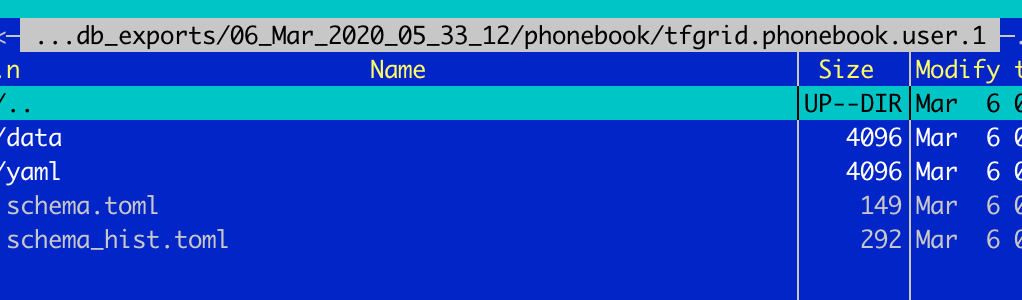 <─ ...db_exports/06_Mar_2020_05_33_12/phonebook/tfgrid.phonebook.user.1 ─.
.n Name Size Modify t
/.. UP--DIR Mar 6 0
/data 4096 Mar 6 0
/yaml 4096 Mar 6 0
schema.toml 149 Mar 6 0
schema_hist.toml 292 Mar 6 0